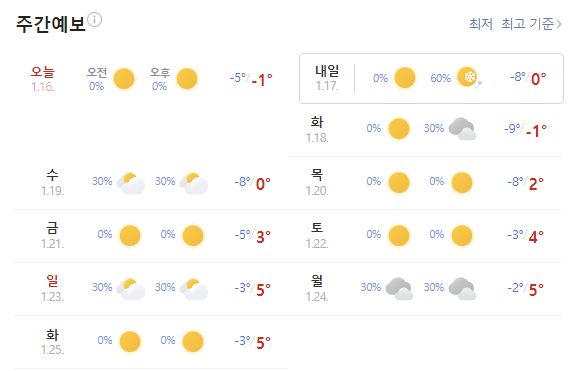 주간예보 i
최저 최고 기준 >
오늘 1.16. 오전 0% 오후 0% -5°/-1°
내일 1.17. 0% 60% -8°/0°
화 1.18. 0% 30% -9°/-1°
수 1.19. 30% 30% -8°/0°
목 1.20. 0% 0% -8°/2°
금 1.21. 0% 0% -5°/3°
토 1.22. 0% 0% -3°/4°
일 1.23. 30% 30% -3°/5°
월 1.24. 30% 30% -2°/5°
화 1.25. 0% 0% -3°/5°